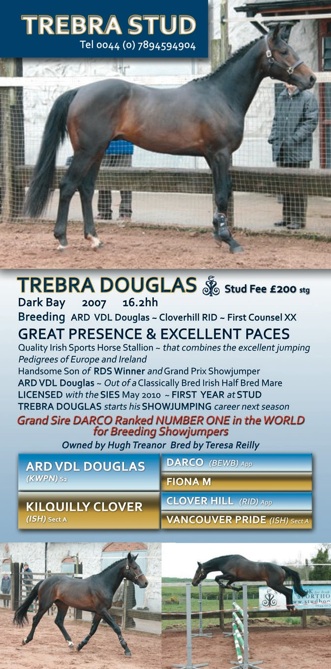 TREBRA STUD
Tel 0044 (0) 7894594904
TREBRA DOUGLAS Stud Fee £200 stg
Dark Bay 2007 16.2hh
Breeding ARD VDL Douglas ~ Cloverhill RID ~ First Counsel XX
GREAT PRESENCE & EXCELLENT PACES
Quality Irish Sports Horse Stallion ~ that combines the excellent jumping
Pedigrees of Europe and Ireland
Handsome Son of RDS Winner and Grand Prix Showjumper
ARD VDL Douglas ~ Out of a Classically Bred Irish Half Bred Mare
LICENSED with the SIES May 2010 ~ FIRST YEAR at STUD
TREBRA DOUGLAS starts his SHOWJUMPING career next season
Grand Sire DARCO Ranked NUMBER ONE in the WORLD
for Breeding Showjumpers
Owned by Hugh Treanor Bred by Teresa Reilly
ARD VDL DOUGLAS
(KWPN) S2
KILQUILLY CLOVER
(ISH) Sect A
DARCO (BEWB) App
FIONA M
CLOVER HILL (RID) App
VANCOUVER PRIDE (ISH) Sect A